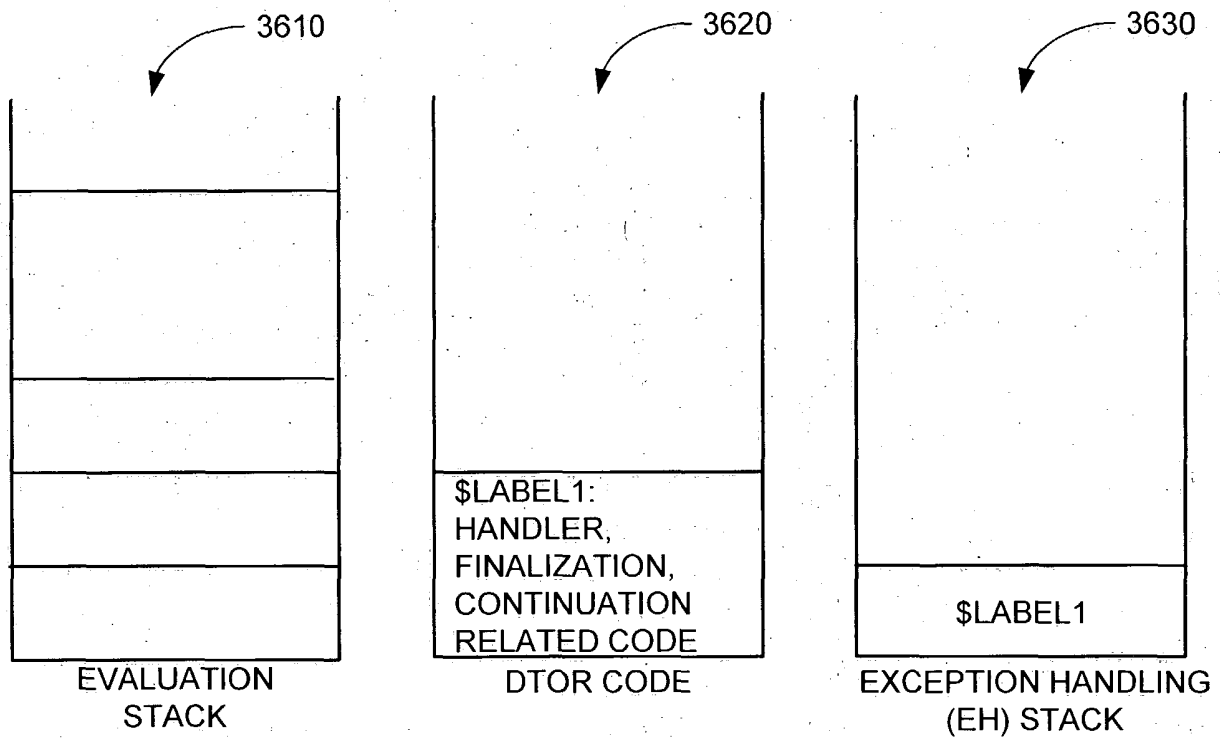 3610
3620
3630
$LABEL1:
HANDLER,
FINALIZATION,
CONTINUATION
RELATED CODE
$LABEL1
EVALUATION
STACK
DTOR CODE
EXCEPTION HANDLING
(EH) STACK